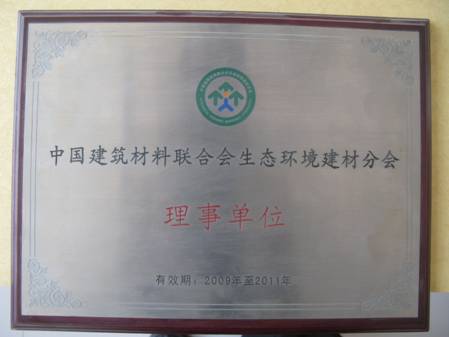 中国建筑材料联合会生态环境建材分会
理事单位
有效期：2009年至2011年